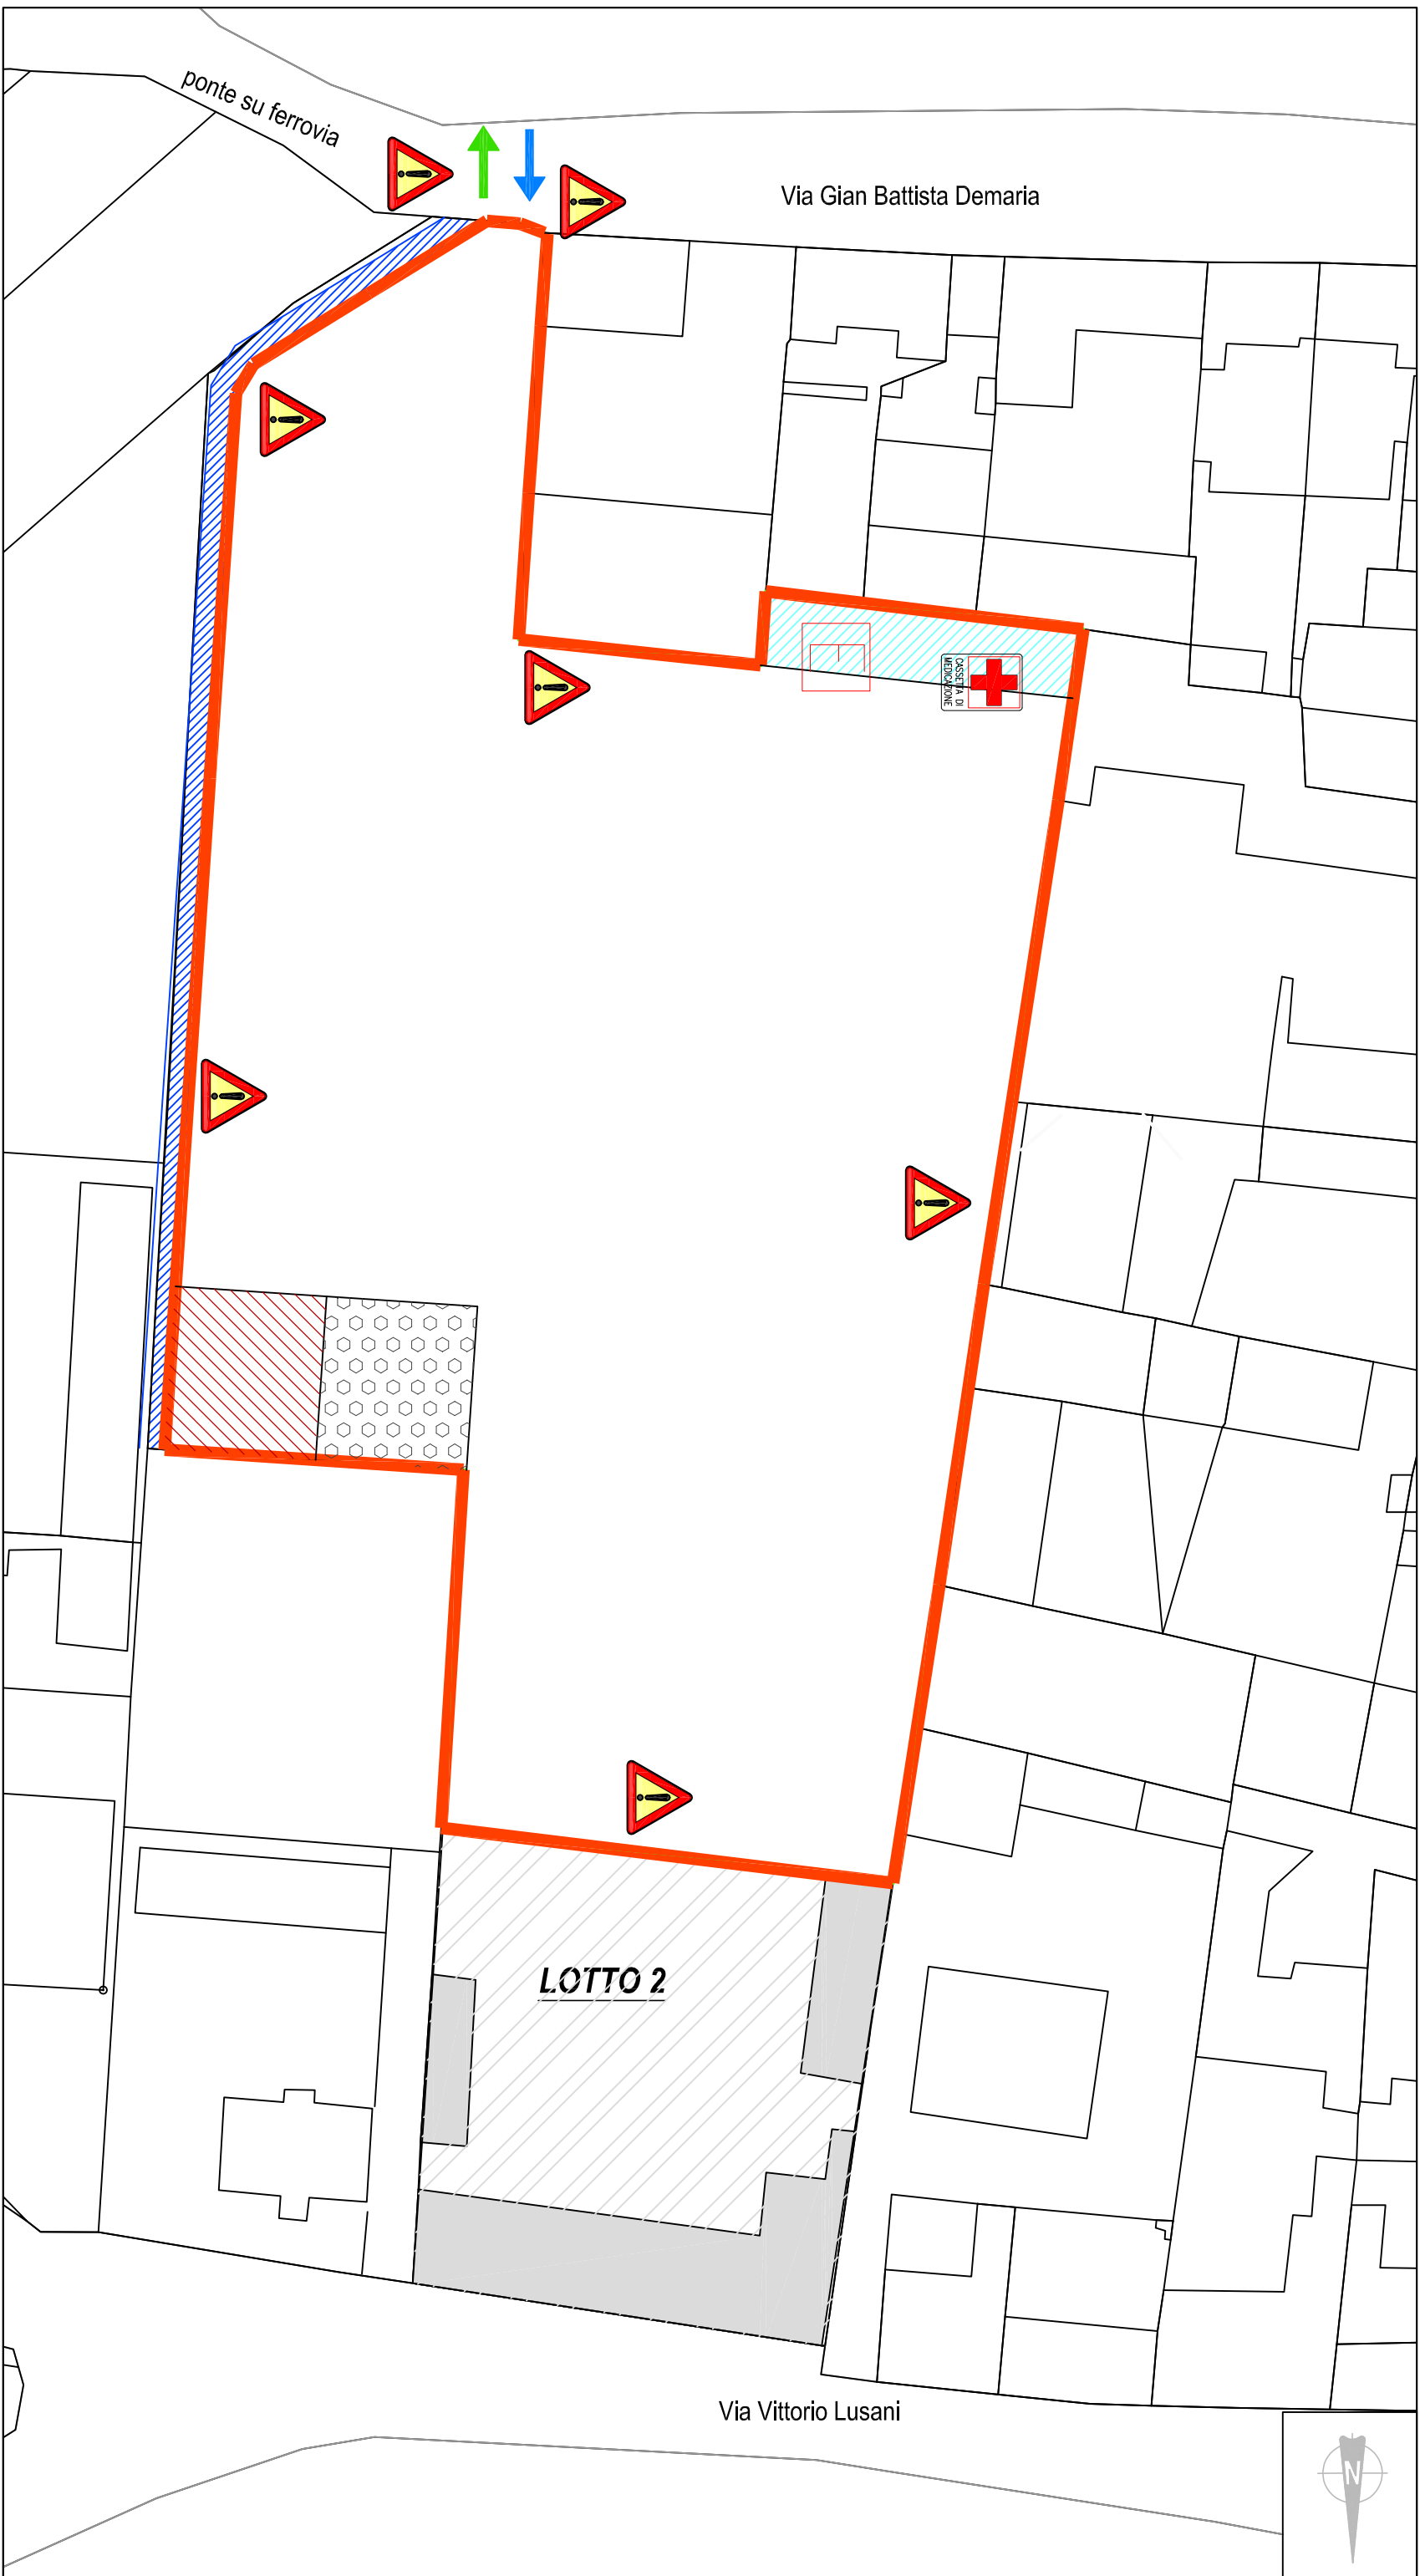 ponte su ferrovia
Via Gian Battista Demaria
CASSETTA DI
MEDICAZIONE
LOTTO 2
Via Vittorio Lusani
N